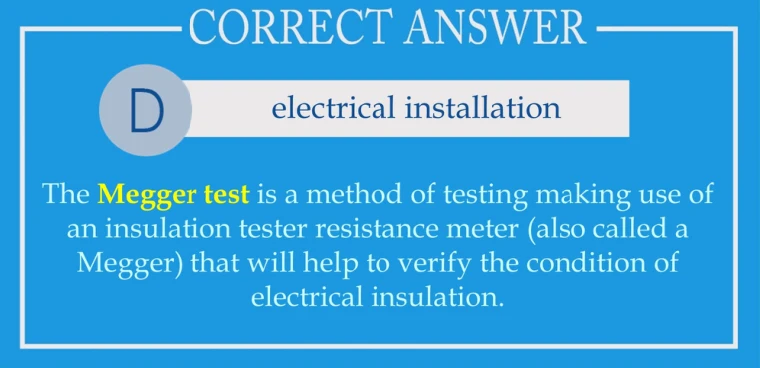 CORRECT ANSWER
D
electrical installation
The Megger test is a method of testing making use of
an insulation tester resistance meter (also called a
Megger) that will help to verify the condition of
electrical insulation.